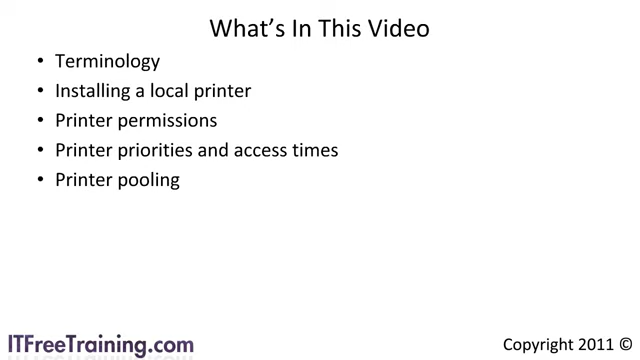 What's In This Video
• Terminology
• Installing a local printer
• Printer permissions
• Printer priorities and access times
• Printer pooling
ITFreeTraining.com
Copyright 2011 ©